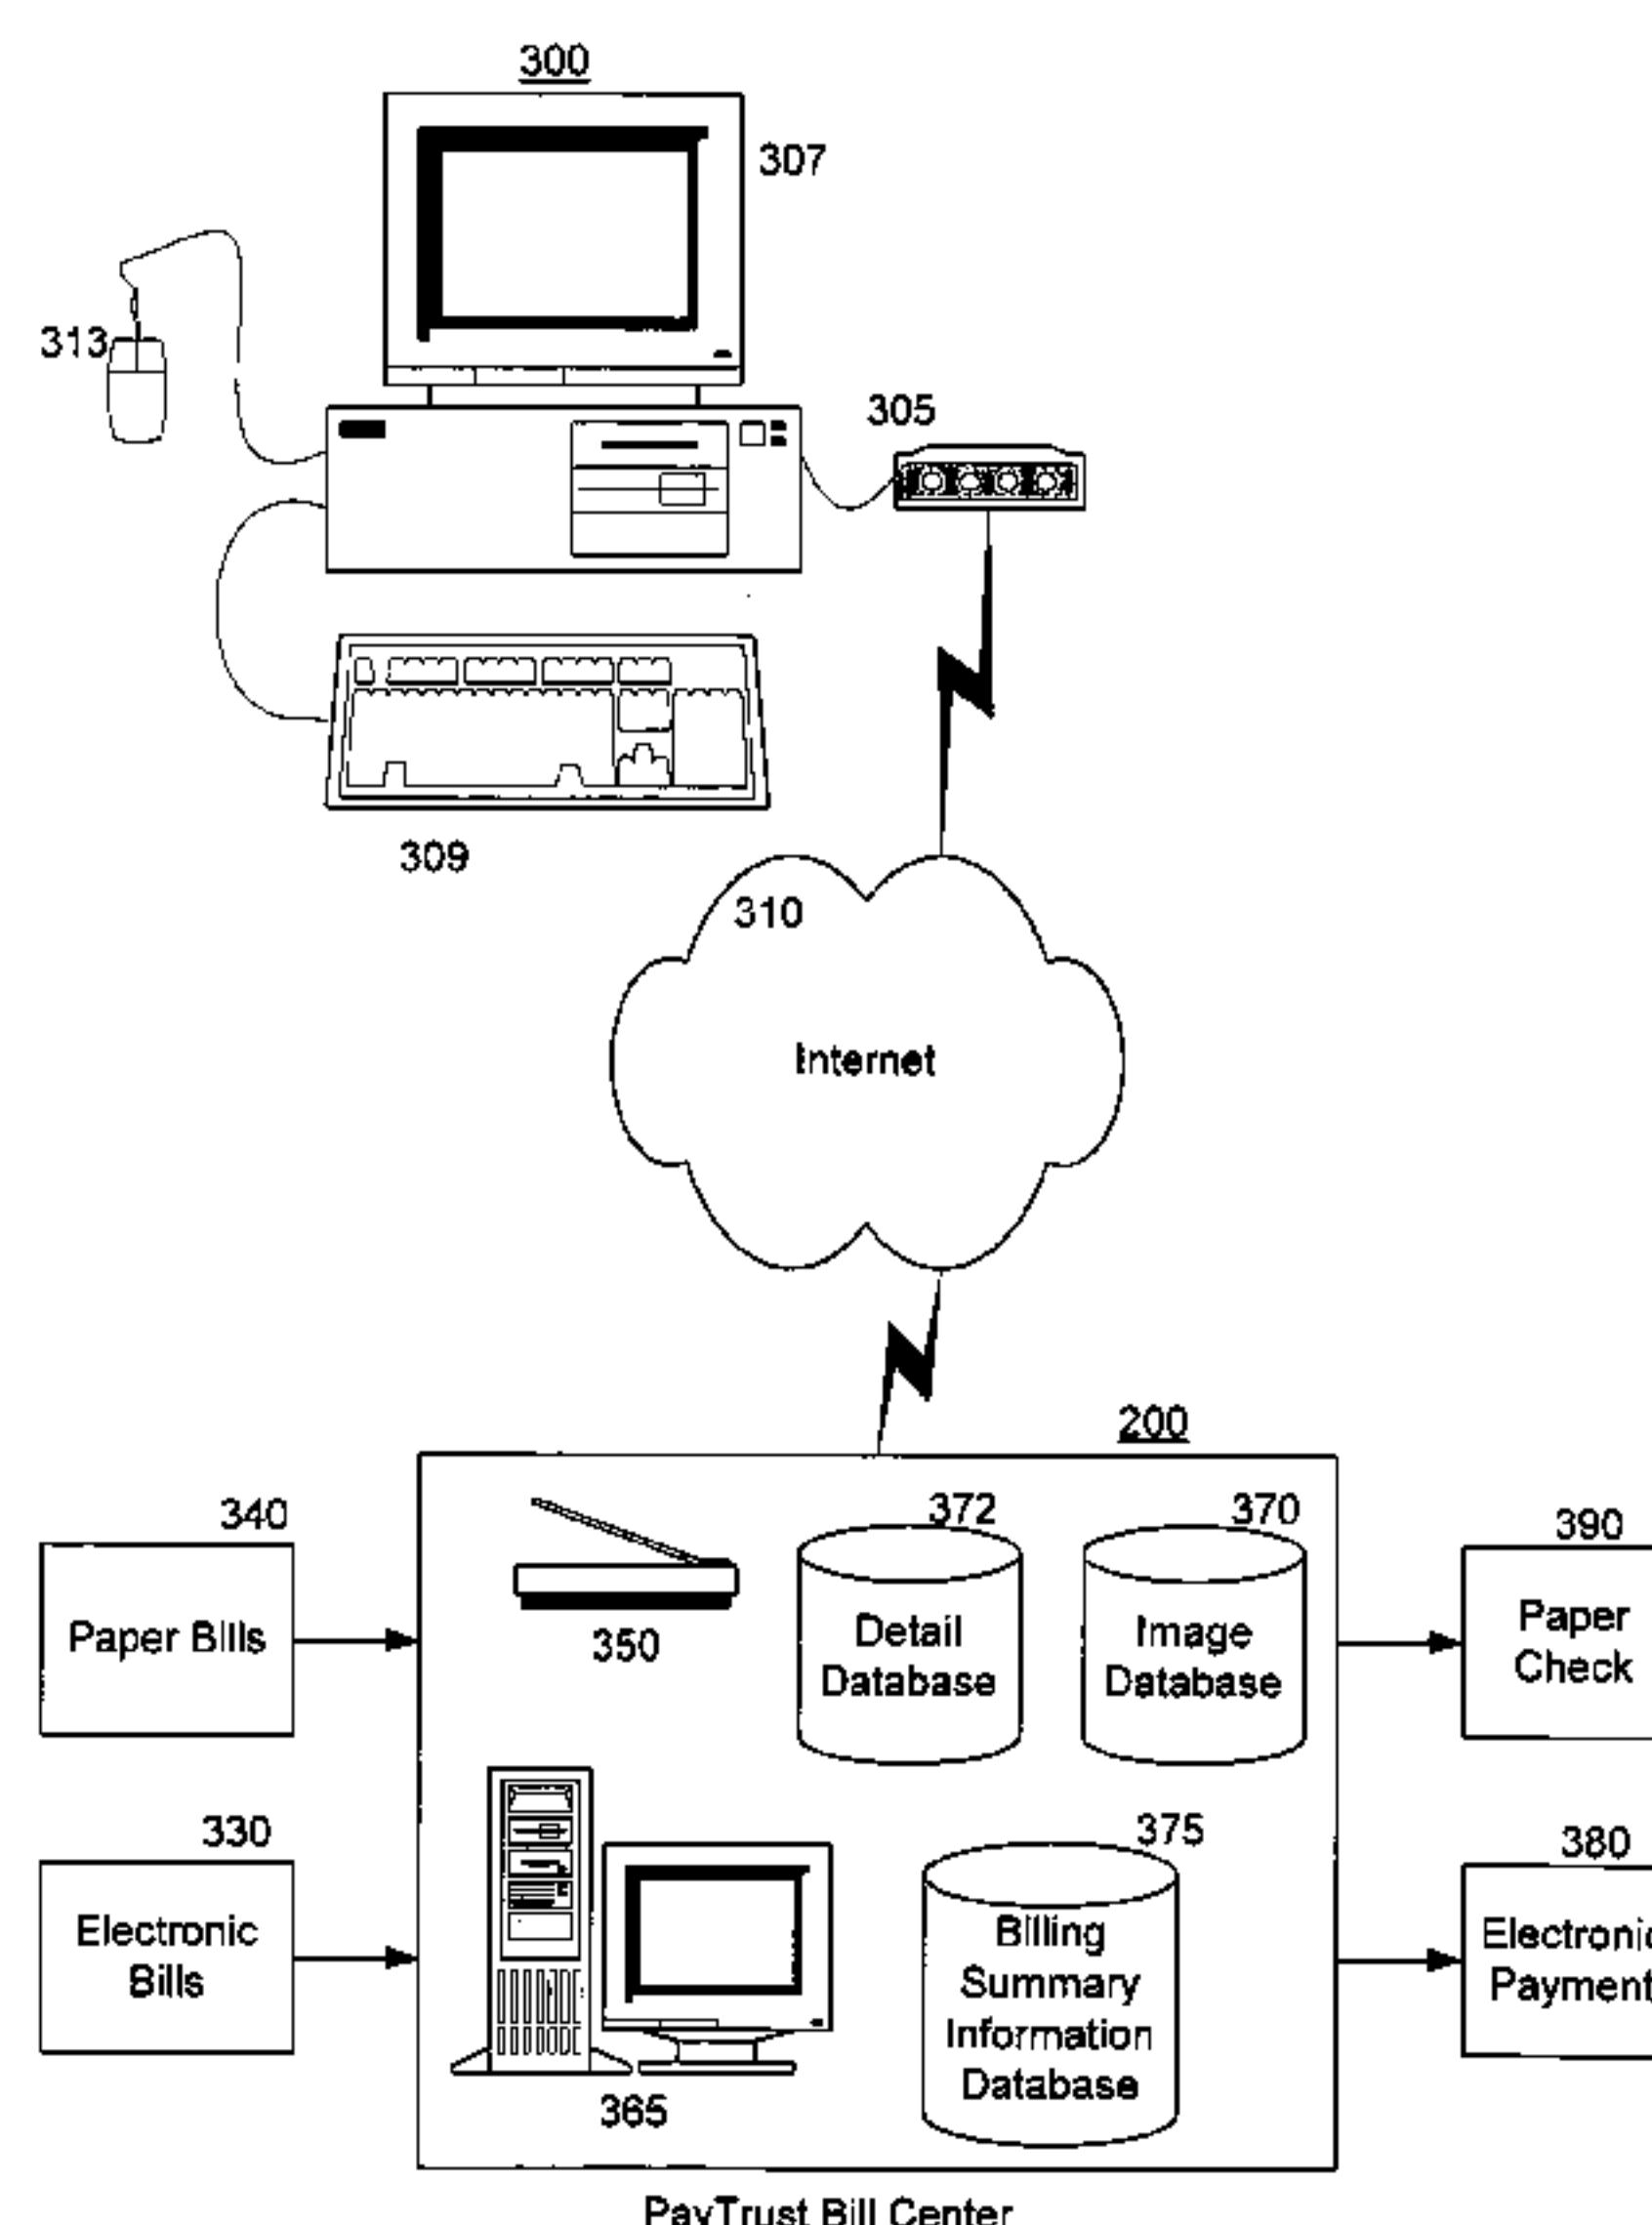 300
307
313
305
309
310
Internet
200
340
372
370
390
Paper Bills
350
Detail
Database
Image
Database
Paper
Check
330
375
380
Electronic
Bills
Billing
Summary
Information
Database
Electronic
Payment
365
PayTrust Bill Center